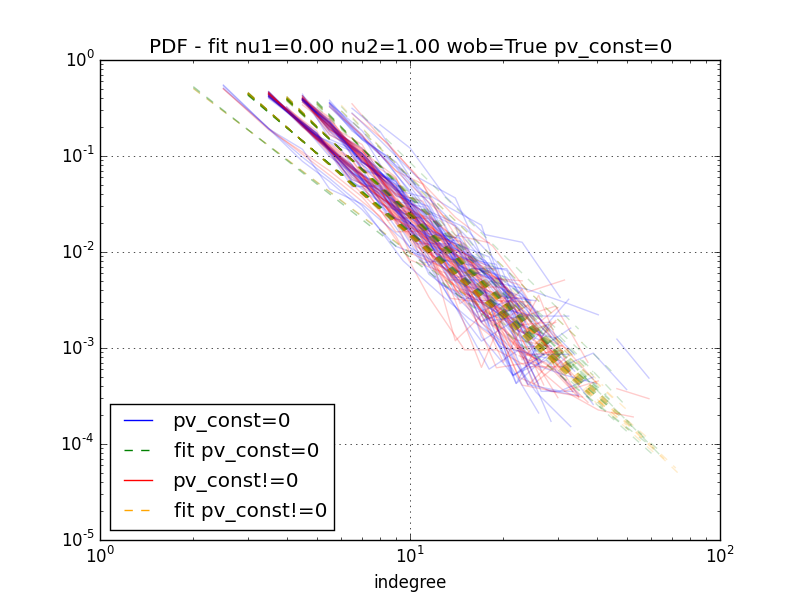 PDF - fit nu1=0.00 nu2=1.00 wob=True pv_const=0
10^0
10^-1
10^-2
10^-3
10^-4
10^-5
pv_const=0
fit pv_const=0
pv_const!=0
fit pv_const!=0
10^0 10^1 10^2
indegree